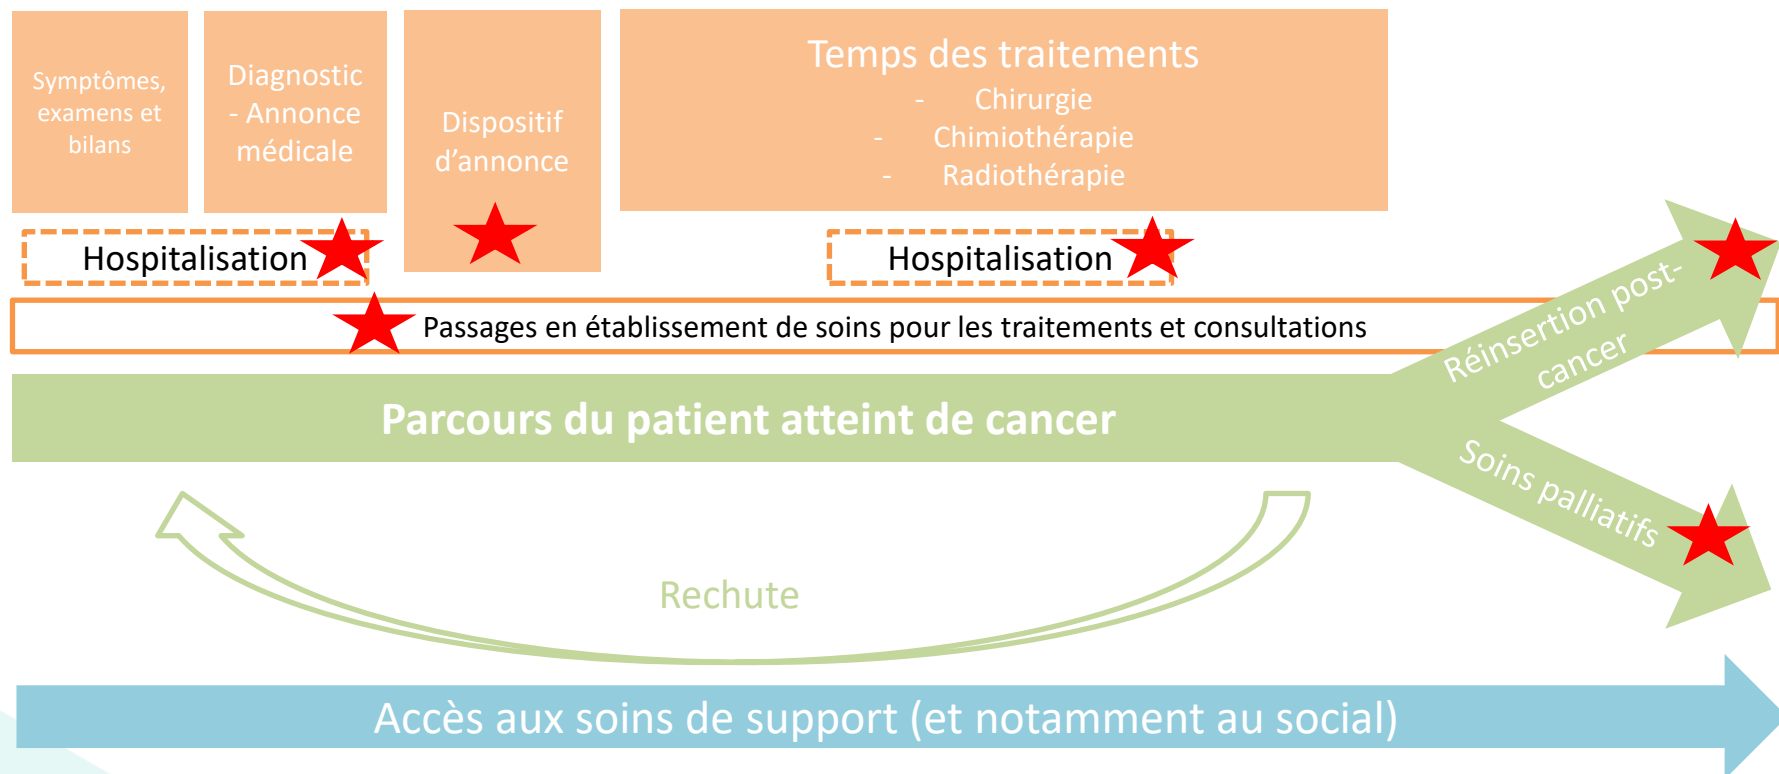 Symptômes,
examens et
bilans
Diagnostic
- Annonce
médicale
Dispositif
d’annonce
Temps des traitements
- Chirurgie
- Chimiothérapie
- Radiothérapie
Hospitalisation
Hospitalisation
Passages en établissement de soins pour les traitements et consultations
Réinsertion post-
cancer
Parcours du patient atteint de cancer
Soins palliatifs
Rechute
Accès aux soins de support (et notamment au social)